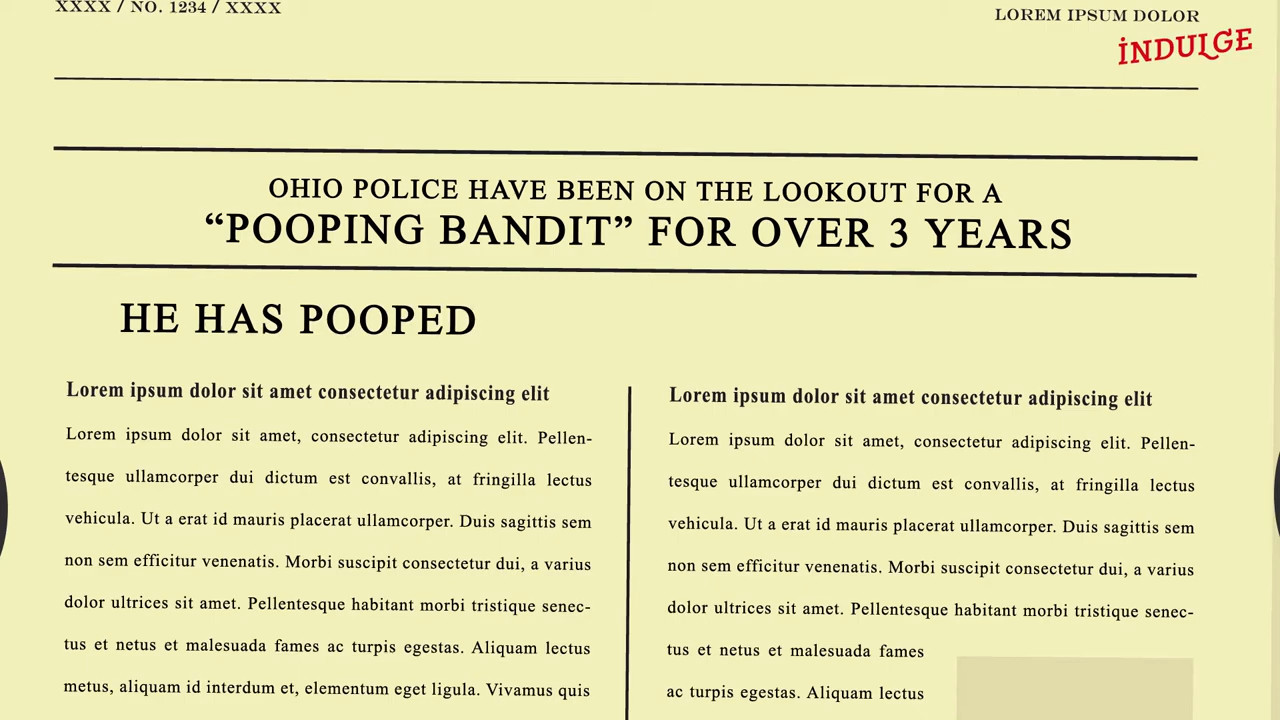 XXXX / NO. 1234 / XXXX
LOREM IPSUM DOLOR
INDULGE
OHIO POLICE HAVE BEEN ON THE LOOKOUT FOR A
“POOPING BANDIT” FOR OVER 3 YEARS
HE HAS POOPED
Lorem ipsum dolor sit amet consectetur adipiscing elit
Lorem ipsum dolor sit amet, consectetur adipiscing elit. Pellen-
tesque ullamcorper dui dictum est convallis, at fringilla lectus
vehicula. Ut a erat id mauris placerat ullamcorper. Duis sagittis sem
non sem efficitur venenatis. Morbi suscipit consectetur dui, a varius
dolor ultrices sit amet. Pellentesque habitant morbi tristique senec-
tus et netus et malesuada fames ac turpis egestas. Aliquam lectus
metus, aliquam id interdum et, elementum eget ligula. Vivamus quis
Lorem ipsum dolor sit amet consectetur adipiscing elit
Lorem ipsum dolor sit amet, consectetur adipiscing elit. Pellen-
tesque ullamcorper dui dictum est convallis, at fringilla lectus
vehicula. Ut a erat id mauris placerat ullamcorper. Duis sagittis sem
non sem efficitur venenatis. Morbi suscipit consectetur dui, a varius
dolor ultrices sit amet. Pellentesque habitant morbi tristique senec-
tus et netus et malesuada fames
ac turpis egestas. Aliquam lectus